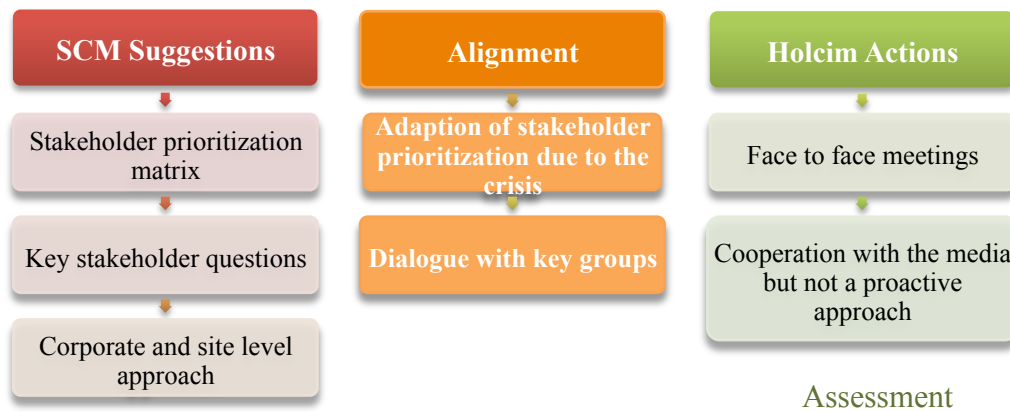 SCM Suggestions
Stakeholder prioritization
matrix
Key stakeholder questions
Corporate and site level
approach
Alignment
Adaption of stakeholder
prioritization due to the
crisis
Dialogue with key groups
Holcim Actions
Face to face meetings
Cooperation with the media
but not a proactive
approach
Assessment